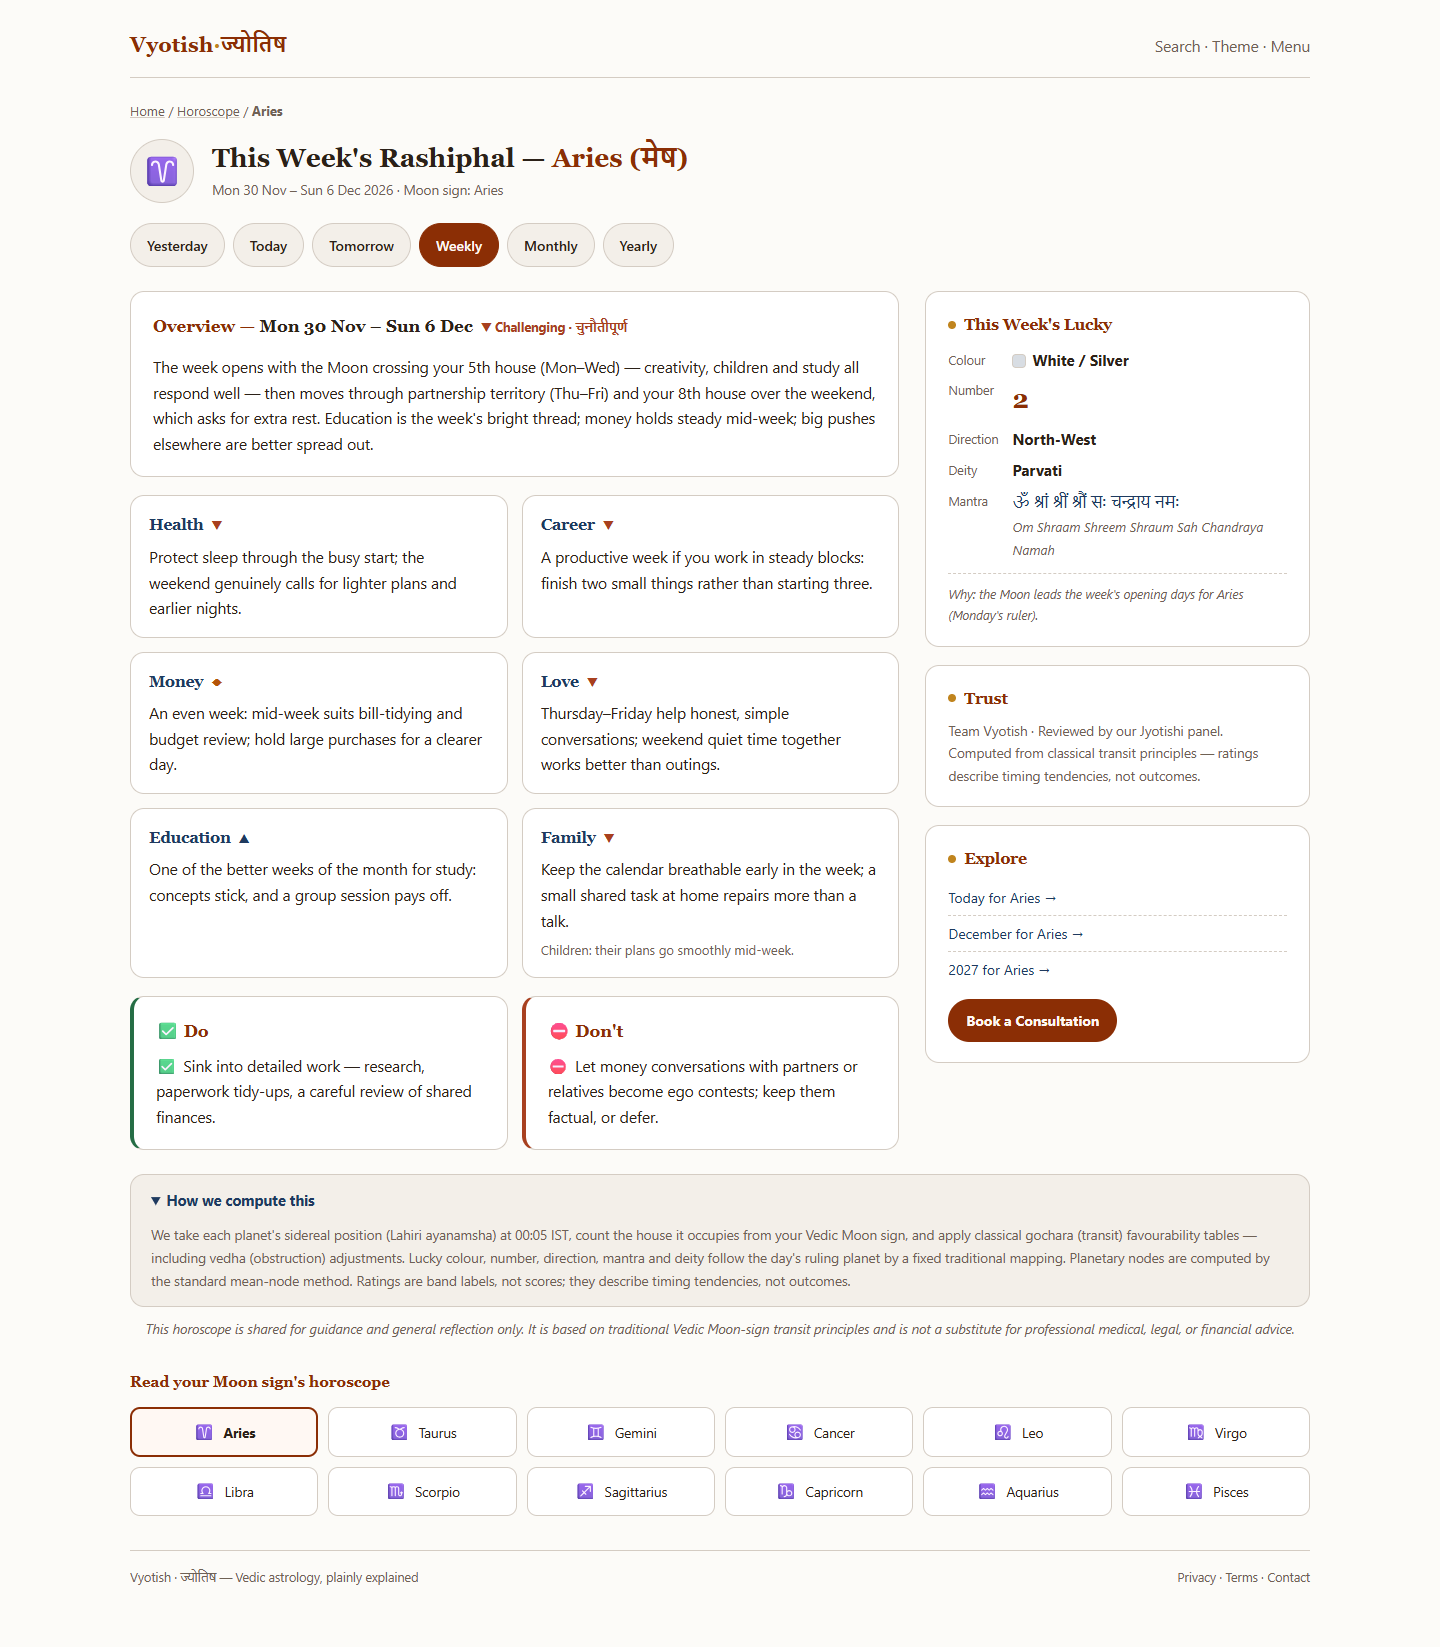 Vyotish·ज्योतिष
Search · Theme · Menu
Home / Horoscope / Aries
This Week's Rashiphal — Aries (मेष)
Mon 30 Nov – Sun 6 Dec 2026 · Moon sign: Aries
Yesterday
Today
Tomorrow
Weekly
Monthly
Yearly
Overview — Mon 30 Nov – Sun 6 Dec ▼ Challenging · चुनौतीपूर्ण
The week opens with the Moon crossing your 5th house (Mon–Wed) — creativity, children and study all
respond well — then moves through partnership territory (Thu–Fri) and your 8th house over the weekend,
which asks for extra rest. Education is the week's bright thread; money holds steady mid-week; big pushes
elsewhere are better spread out.
Health ▼
Protect sleep through the busy start; the
weekend genuinely calls for lighter plans and
earlier nights.
Career ▼
A productive week if you work in steady blocks:
finish two small things rather than starting three.
Money ◆
An even week: mid-week suits bill-tidying and
budget review; hold large purchases for a clearer
day.
Love ▼
Thursday–Friday help honest, simple
conversations; weekend quiet time together
works better than outings.
Education ▲
One of the better weeks of the month for study:
concepts stick, and a group session pays off.
Family ▼
Keep the calendar breathable early in the week; a
small shared task at home repairs more than a
talk.
Children: their plans go smoothly mid-week.
✅ Do
✅ Sink into detailed work — research,
paperwork tidy-ups, a careful review of shared
finances.
⛔ Don't
⛔ Let money conversations with partners or
relatives become ego contests; keep them
factual, or defer.
This Week's Lucky
Colour White / Silver
Number 2
Direction North-West
Deity Parvati
Mantra ॐ श्रां श्रीं श्रौं सः चन्द्राय नमः
Om Shraam Shreem Shraum Sah Chandraya
Namah
Why: the Moon leads the week's opening days for Aries
(Monday's ruler).
Trust
Team Vyotish · Reviewed by our Jyotishi panel.
Computed from classical transit principles — ratings
describe timing tendencies, not outcomes.
Explore
Today for Aries →
December for Aries →
2027 for Aries →
Book a Consultation
▼ How we compute this
We take each planet's sidereal position (Lahiri ayanamsha) at 00:05 IST, count the house it occupies from your Vedic Moon sign, and apply classical gochara (transit) favourability tables —
including vedha (obstruction) adjustments. Lucky colour, number, direction, mantra and deity follow the day's ruling planet by a fixed traditional mapping. Planetary nodes are computed by
the standard mean-node method. Ratings are band labels, not scores; they describe timing tendencies, not outcomes.
This horoscope is shared for guidance and general reflection only. It is based on traditional Vedic Moon-sign transit principles and is not a substitute for professional medical, legal, or financial advice.
Read your Moon sign's horoscope
♈ Aries
♉ Taurus
♊ Gemini
♋ Cancer
♌ Leo
♍ Virgo
♎ Libra
♏ Scorpio
♐ Sagittarius
♑ Capricorn
♒ Aquarius
♓ Pisces
Vyotish · ज्योतिष — Vedic astrology, plainly explained
Privacy · Terms · Contact